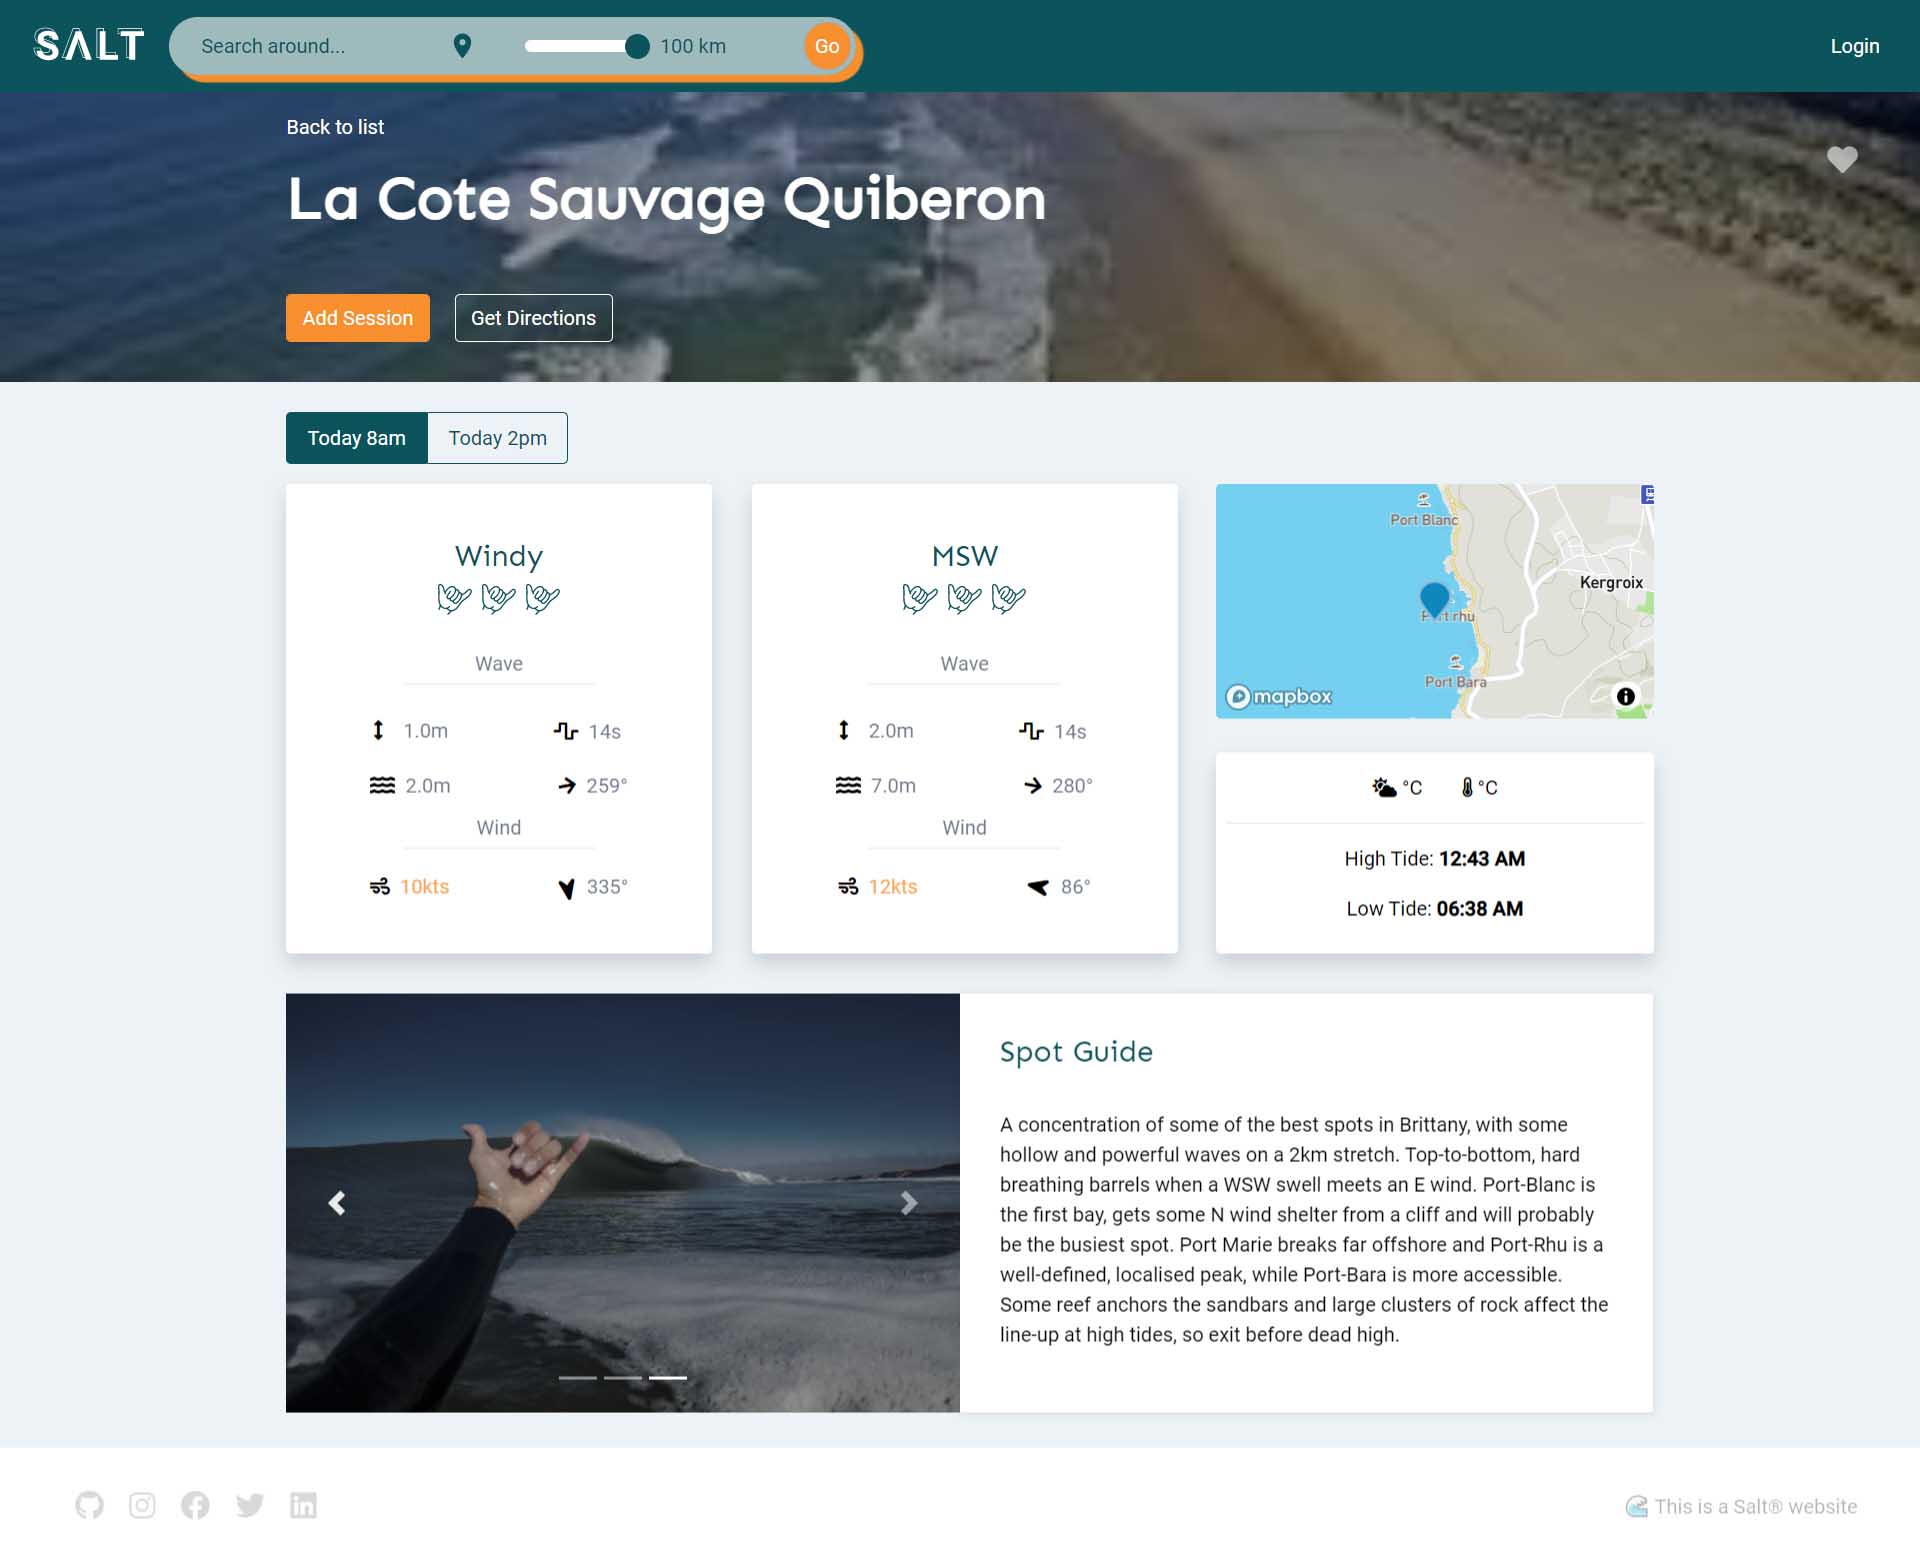 SALT
Search around...
100 km
Go
Login
Back to list
La Cote Sauvage Quiberon
Add Session
Get Directions
Today 8am
Today 2pm
Windy
Wave
1.0m
14s
2.0m
259°
Wind
10kts
335°
MSW
Wave
2.0m
14s
7.0m
280°
Wind
12kts
86°
Port Blanc
Kergroix
Port rhu
Port Bara
mapbox
°C
°C
High Tide: 12:43 AM
Low Tide: 06:38 AM
Spot Guide
A concentration of some of the best spots in Brittany, with some
hollow and powerful waves on a 2km stretch. Top-to-bottom, hard
breathing barrels when a WSW swell meets an E wind. Port-Blanc is
the first bay, gets some N wind shelter from a cliff and will probably
be the busiest spot. Port Marie breaks far offshore and Port-Rhu is a
well-defined, localised peak, while Port-Bara is more accessible.
Some reef anchors the sandbars and large clusters of rock affect the
line-up at high tides, so exit before dead high.
This is a Salt® website